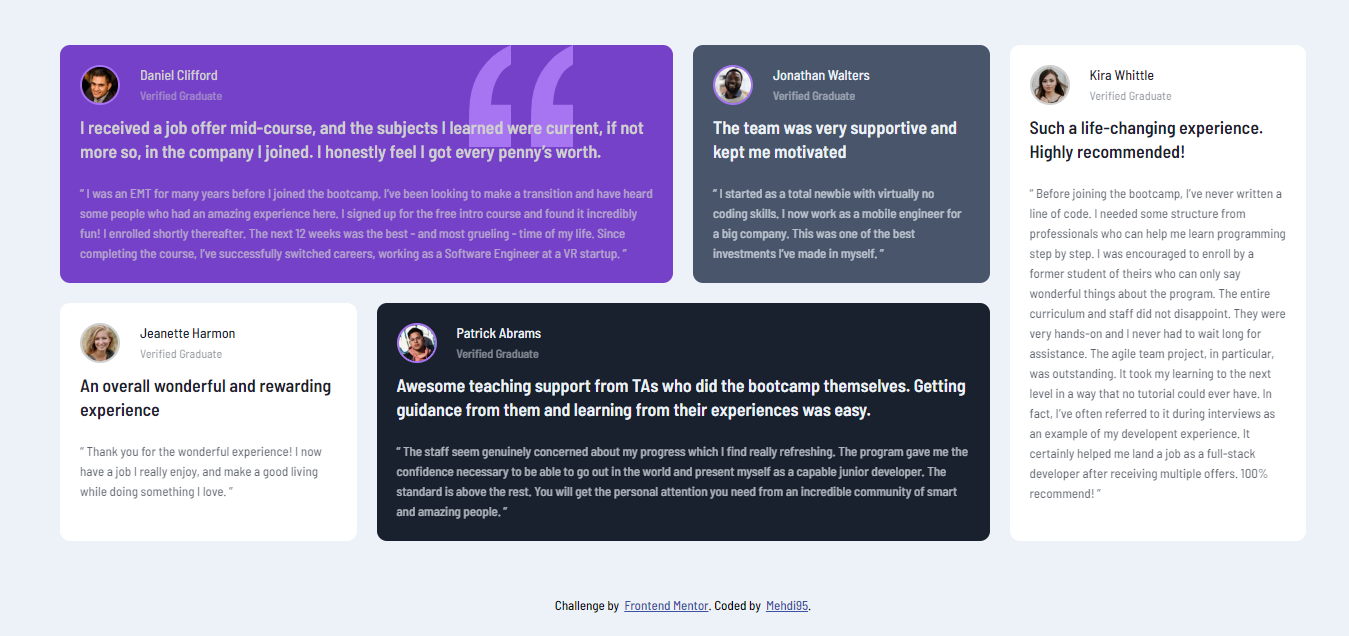 Daniel Clifford
Verified Graduate
I received a job offer mid-course, and the subjects I learned were current, if not
more so, in the company I joined. I honestly feel I got every penny’s worth.
“ I was an EMT for many years before I joined the bootcamp. I’ve been looking to make a transition and have heard
some people who had an amazing experience here. I signed up for the free intro course and found it incredibly
fun! I enrolled shortly thereafter. The next 12 weeks was the best - and most grueling - time of my life. Since
completing the course, I’ve successfully switched careers, working as a Software Engineer at a VR startup. ”
Jonathan Walters
Verified Graduate
The team was very supportive and
kept me motivated
“ I started as a total newbie with virtually no
coding skills. I now work as a mobile engineer for
a big company. This was one of the best
investments I’ve made in myself. ”
Kira Whittle
Verified Graduate
Such a life-changing experience.
Highly recommended!
“ Before joining the bootcamp, I’ve never written a
line of code. I needed some structure from
professionals who can help me learn programming
step by step. I was encouraged to enroll by a
former student of theirs who can only say
wonderful things about the program. The entire
curriculum and staff did not disappoint. They were
very hands-on and I never had to wait long for
assistance. The agile team project, in particular,
was outstanding. It took my learning to the next
level in a way that no tutorial could ever have. In
fact, I’ve often referred to it during interviews as
an example of my developent experience. It
certainly helped me land a job as a full-stack
developer after receiving multiple offers. 100%
recommend! ”
Jeanette Harmon
Verified Graduate
An overall wonderful and rewarding
experience
“ Thank you for the wonderful experience! I now
have a job I really enjoy, and make a good living
while doing something I love. ”
Patrick Abrams
Verified Graduate
Awesome teaching support from TAs who did the bootcamp themselves. Getting
guidance from them and learning from their experiences was easy.
“ The staff seem genuinely concerned about my progress which I find really refreshing. The program gave me the
confidence necessary to be able to go out in the world and present myself as a capable junior developer. The
standard is above the rest. You will get the personal attention you need from an incredible community of smart
and amazing people. ”
Challenge by Frontend Mentor. Coded by Mehdi95.